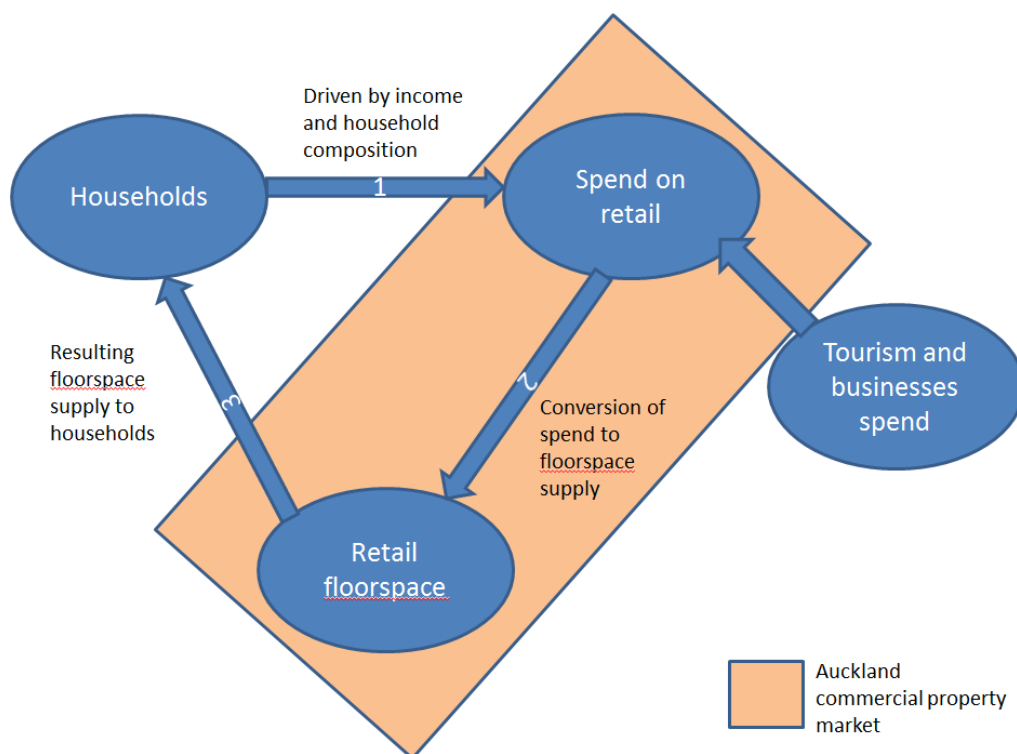 Driven by income
and household
composition
Households
1
Spend on
retail
Resulting
floorspace
supply to
households
3
2
Conversion of
spend to
floorspace
supply
Tourism and
businesses
spend
Retail
floorspace
Auckland
commercial property
market